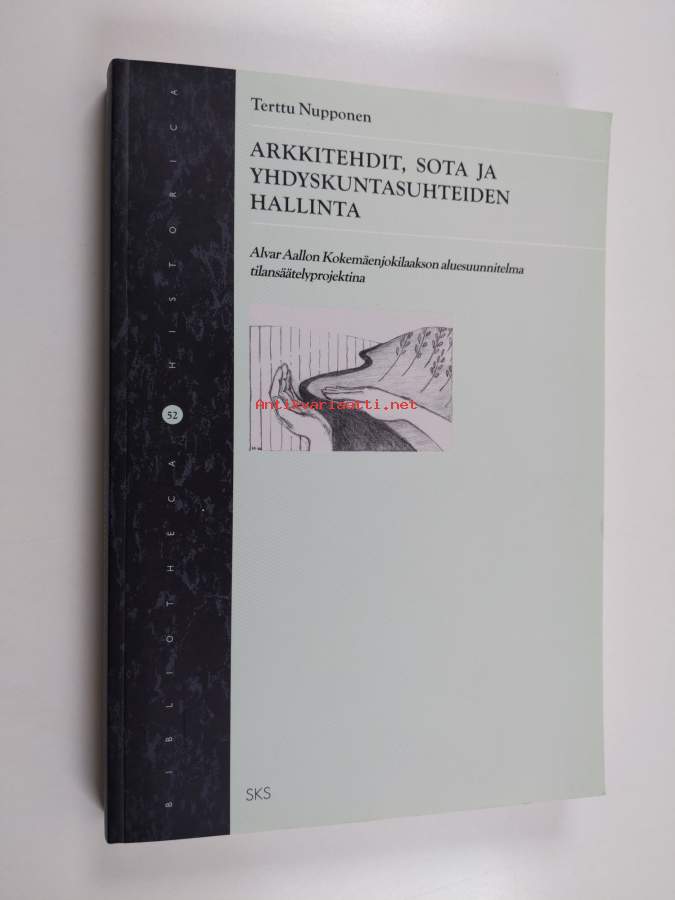 Terttu Nupponen
ARKKITEHDIT, SOTA JA
YHDYSKUNTASUHTEIDEN
HALLINTA
Alvar Aallon Kokemäenjokilaakson aluesuunnitelma
tilansäätelyprojektina
Antikvariaatti.net
SKS
BIBLIOTHECA 52 HISTORICA